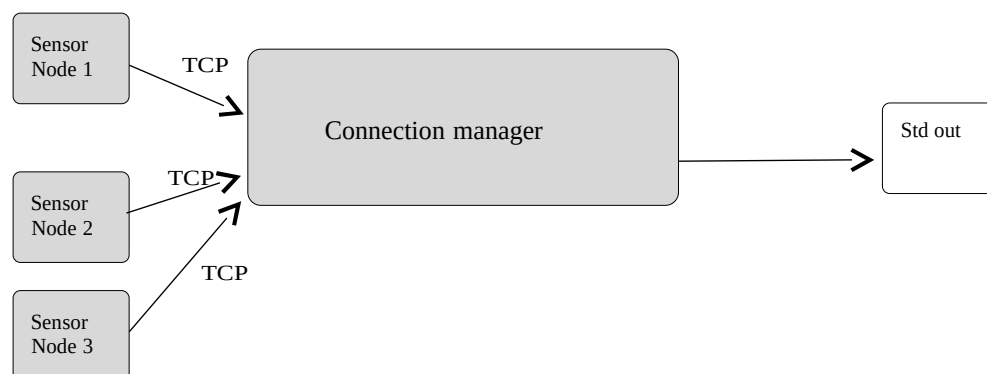 Sensor
Node 1
TCP
Connection manager
Std out
TCP
Sensor
Node 2
TCP
Sensor
Node 3